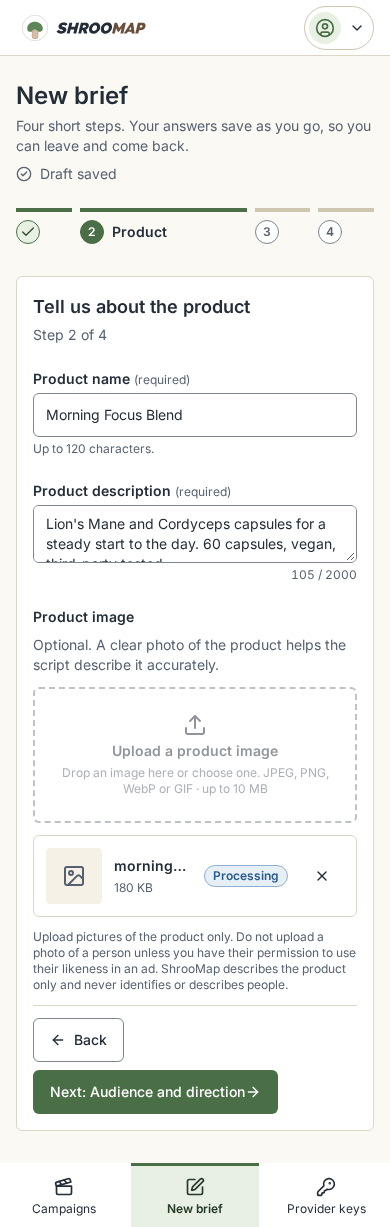 SHROOMAP
New brief
Four short steps. Your answers save as you go, so you
can leave and come back.
Draft saved
2 Product 3 4
Tell us about the product
Step 2 of 4
Product name (required)
Morning Focus Blend
Up to 120 characters.
Product description (required)
Lion's Mane and Cordyceps capsules for a
steady start to the day. 60 capsules, vegan,
third-party tested
105 / 2000
Product image
Optional. A clear photo of the product helps the
script describe it accurately.
Upload a product image
Drop an image here or choose one. JPEG, PNG,
WebP or GIF · up to 10 MB
morning... Processing
180 KB
Upload pictures of the product only. Do not upload a
photo of a person unless you have their permission to use
their likeness in an ad. ShrooMap describes the product
only and never identifies or describes people.
Back
Next: Audience and direction
Campaigns New brief Provider keys